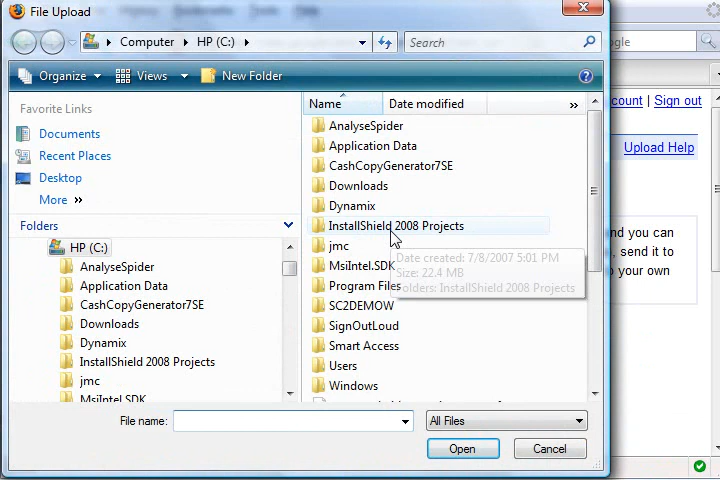 File Upload
Computer HP (C:) Search
Organize Views New Folder
Favorite Links
Documents
Recent Places
Desktop
More »
Folders
HP (C:)
AnalyseSpider
Application Data
CashCopyGenerator7SE
Downloads
Dynamix
InstallShield 2008 Projects
jmc
MsiIntel.SDK
Name Date modified »
AnalyseSpider
Application Data
CashCopyGenerator7SE
Downloads
Dynamix
InstallShield 2008 Projects
jmc
MsiIntel.SDK
Program Files
SC2DEMOW
SignOutLoud
Smart Access
Users
Windows
Date created: 7/8/2007 5:01 PM
Size: 22.4 MB
Folders: InstallShield 2008 Projects
File name: All Files
Open Cancel
ogle
count | Sign out
Upload Help
nd you can
, send it to
o your own